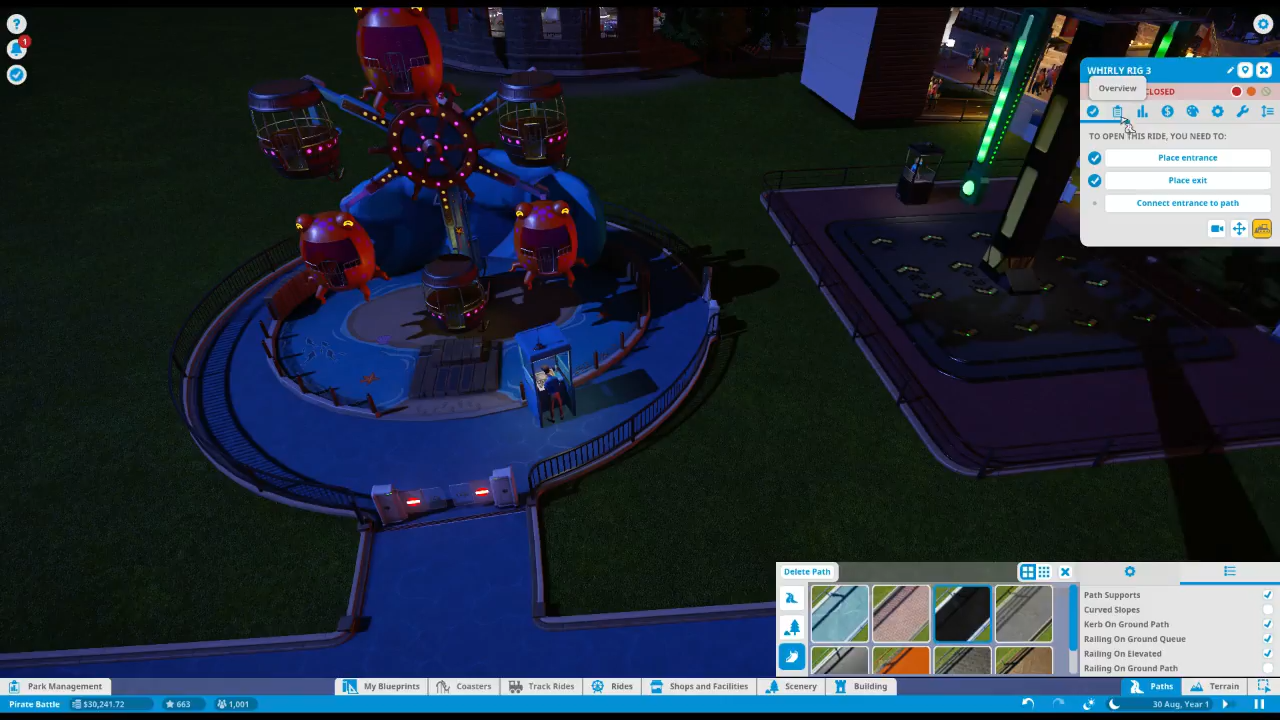 1
WHIRLY RIG 3
Overview
CLOSED
TO OPEN THIS RIDE, YOU NEED TO:
Place entrance
Place exit
Connect entrance to path
Delete Path
Path Supports
Curved Slopes
Kerb On Ground Path
Railing On Ground Queue
Railing On Elevated
Railing On Ground Path
Park Management
My Blueprints
Coasters
Track Rides
Rides
Shops and Facilities
Scenery
Building
Paths
Terrain
Pirate Battle
$30,241.72
663
1,001
30 Aug, Year 1